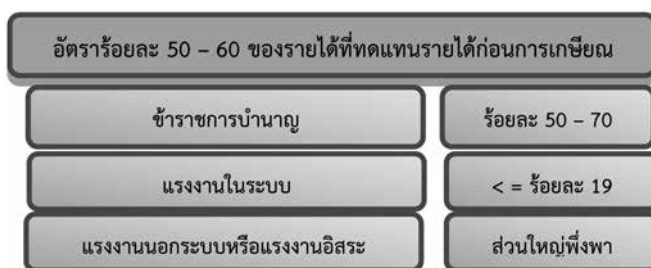 อัตราร้อยละ 50 – 60 ของรายได้ที่ทดแทนรายได้ก่อนการเกษียณ
ข้าราชการบำนาญ ร้อยละ 50 – 70
แรงงานในระบบ < = ร้อยละ 19
แรงงานนอกระบบหรือแรงงานอิสระ ส่วนใหญ่พึ่งพา